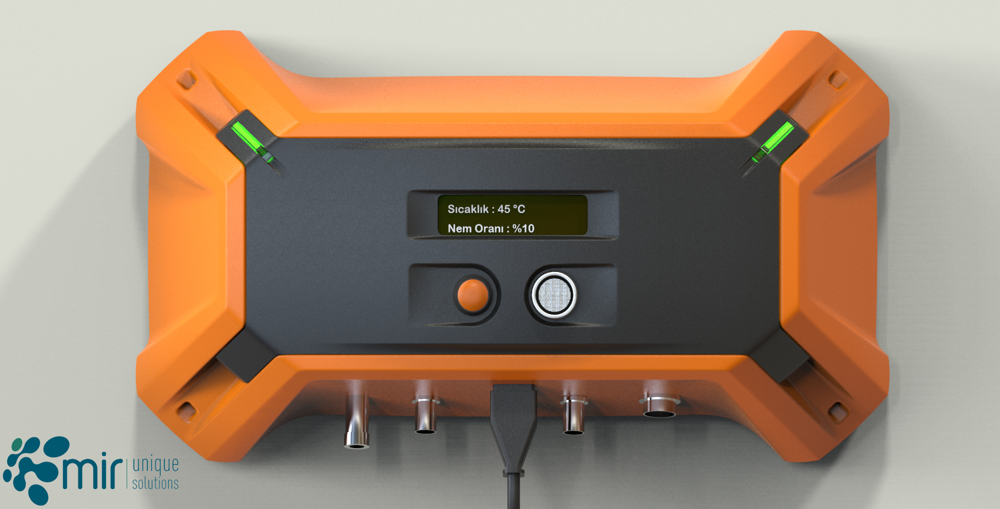 Sıcaklık : 45 °C
Nem Oranı : %10
mir
unique
solutions